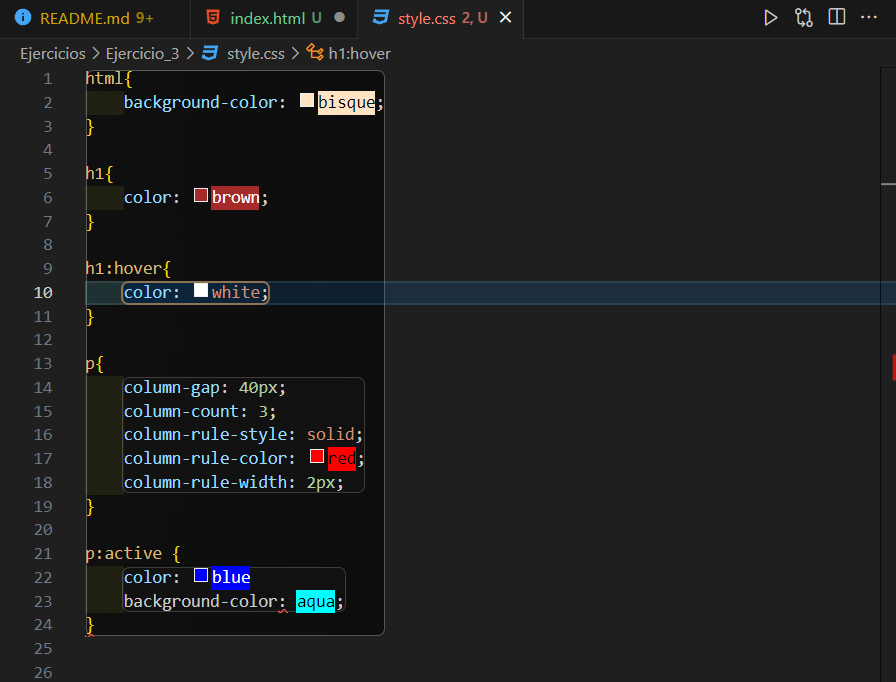 README.md 9+ index.html U style.css 2, U
Ejercicios > Ejercicio_3 > style.css > h1:hover
1 html{
2 background-color: bisque;
3 }
4
5 h1{
6 color: brown;
7 }
8
9 h1:hover{
10 color: white;
11 }
12
13 p{
14 column-gap: 40px;
15 column-count: 3;
16 column-rule-style: solid;
17 column-rule-color: red;
18 column-rule-width: 2px;
19 }
20
21 p:active {
22 color: blue
23 background-color: aqua;
24 }
25
26